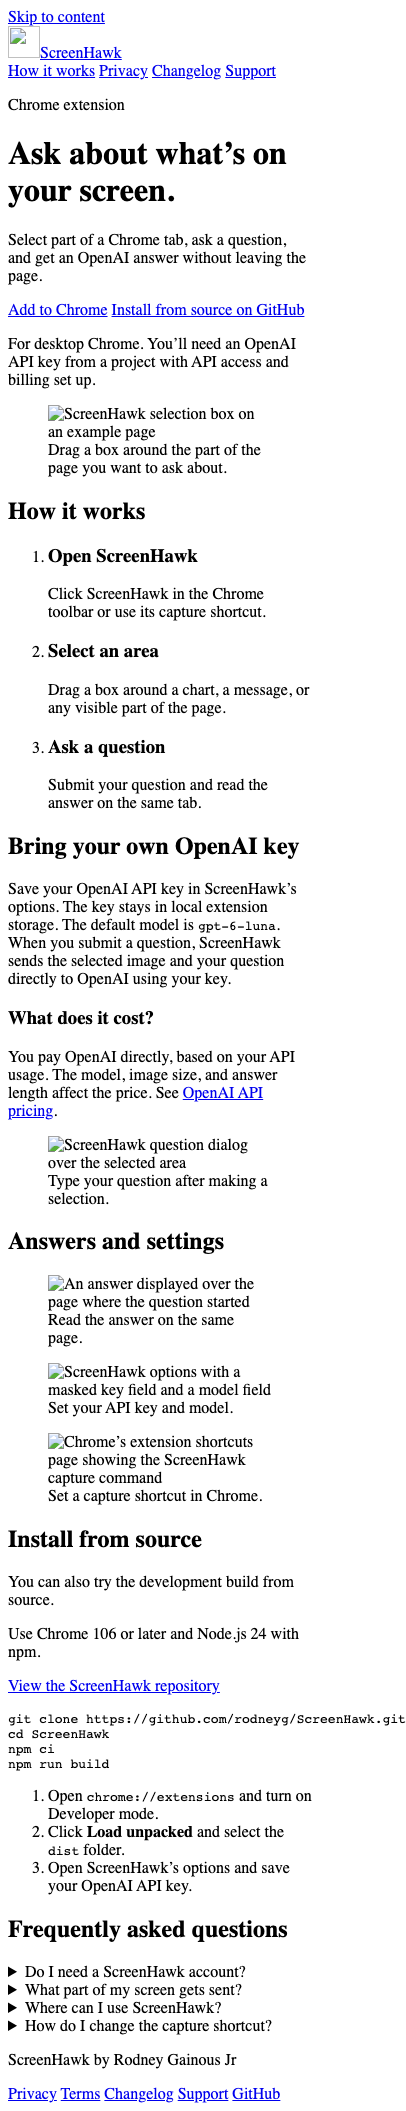 Skip to content
ScreenHawk
How it works Privacy Changelog Support
Chrome extension
Ask about what’s on
your screen.
Select part of a Chrome tab, ask a question,
and get an OpenAI answer without leaving the
page.
Add to Chrome Install from source on GitHub
For desktop Chrome. You’ll need an OpenAI
API key from a project with API access and
billing set up.
ScreenHawk selection box on
an example page
Drag a box around the part of the
page you want to ask about.
How it works
1. Open ScreenHawk
Click ScreenHawk in the Chrome
toolbar or use its capture shortcut.
2. Select an area
Drag a box around a chart, a message, or
any visible part of the page.
3. Ask a question
Submit your question and read the
answer on the same tab.
Bring your own OpenAI key
Save your OpenAI API key in ScreenHawk’s
options. The key stays in local extension
storage. The default model is gpt-6-luna.
When you submit a question, ScreenHawk
sends the selected image and your question
directly to OpenAI using your key.
What does it cost?
You pay OpenAI directly, based on your API
usage. The model, image size, and answer
length affect the price. See OpenAI API
pricing.
ScreenHawk question dialog
over the selected area
Type your question after making a
selection.
Answers and settings
An answer displayed over the
page where the question started
Read the answer on the same
page.
ScreenHawk options with a
masked key field and a model field
Set your API key and model.
Chrome’s extension shortcuts
page showing the ScreenHawk
capture command
Set a capture shortcut in Chrome.
Install from source
You can also try the development build from
source.
Use Chrome 106 or later and Node.js 24 with
npm.
View the ScreenHawk repository
git clone https://github.com/rodneyg/ScreenHawk.git
cd ScreenHawk
npm ci
npm run build
1. Open chrome://extensions and turn on
Developer mode.
2. Click Load unpacked and select the
dist folder.
3. Open ScreenHawk’s options and save
your OpenAI API key.
Frequently asked questions
Do I need a ScreenHawk account?
What part of my screen gets sent?
Where can I use ScreenHawk?
How do I change the capture shortcut?
ScreenHawk by Rodney Gainous Jr
Privacy Terms Changelog Support GitHub